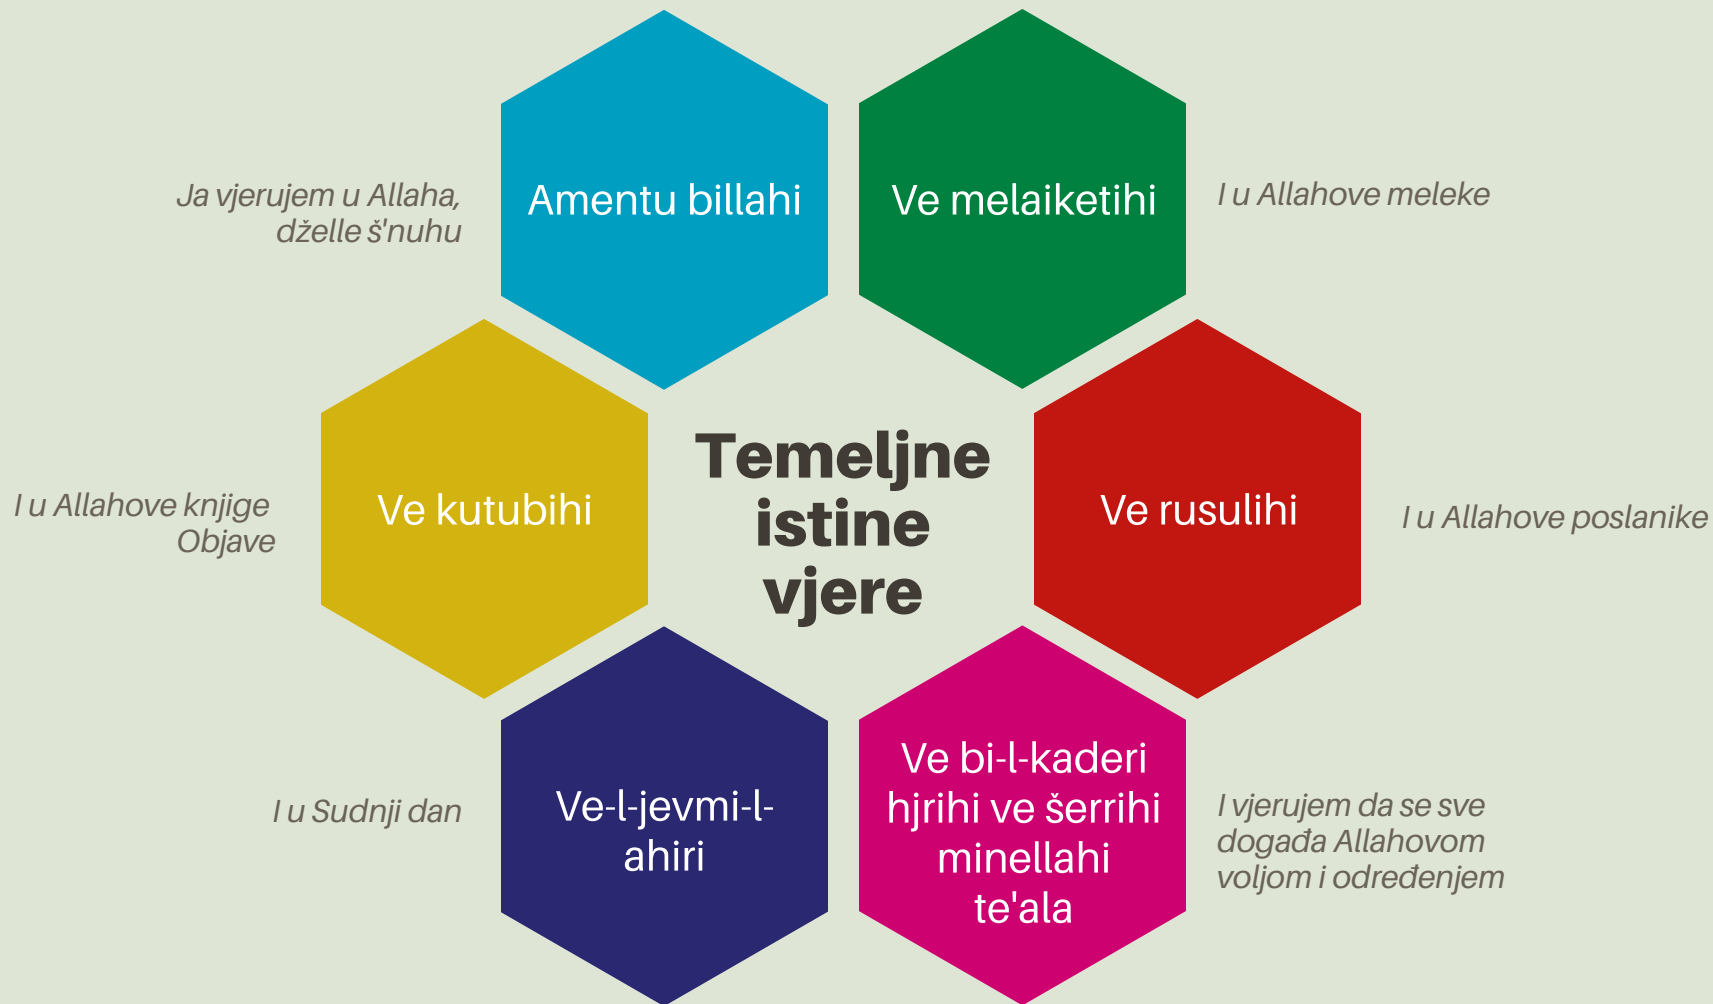 Ja vjerujem u Allaha,
dželle š'nuhu
Amentu billahi
Ve melaiketihi
I u Allahove meleke
I u Allahove knjige
Objave
Ve kutubihi
Temeljne
istine
vjere
Ve rusulihi
I u Allahove poslanike
I u Sudnji dan
Ve-l-jevmi-l-
ahiri
Ve bi-l-kaderi
hjrihi ve šerrihi
minellahi
te'ala
I vjerujem da se sve
događa Allahovom
voljom i određenjem